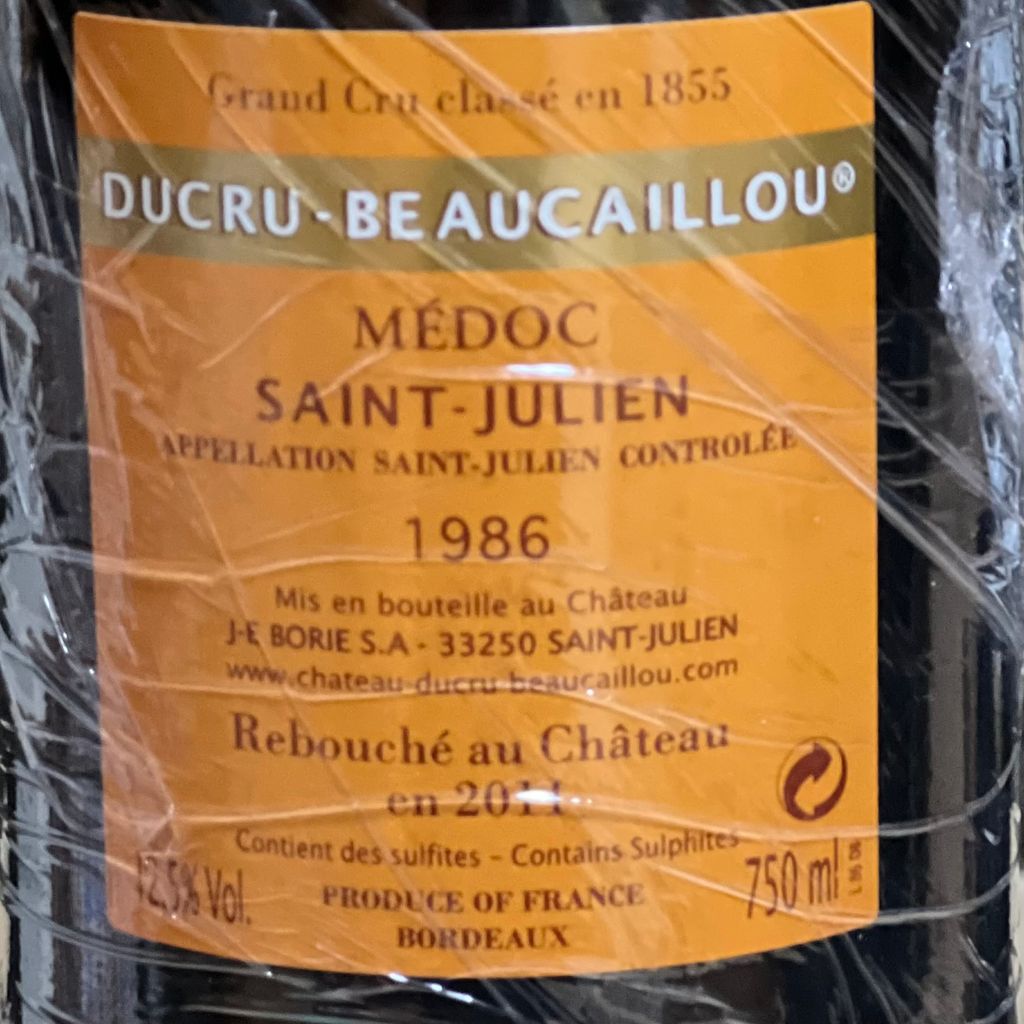 Grand Cru classé en 1855
DUCRU-BEAUCAILLOU®
MÉDOC
SAINT-JULIEN
APPELLATION SAINT-JULIEN CONTROLÉE
1986
Mis en bouteille au Château
J-E BORIE S.A - 33250 SAINT-JULIEN
www.chateau-ducru-beaucaillou.com
Rebouché au Château
en 2011
Contient des sulfites – Contains Sulphites
12,5% Vol.
PRODUCE OF FRANCE
750 ml
BORDEAUX